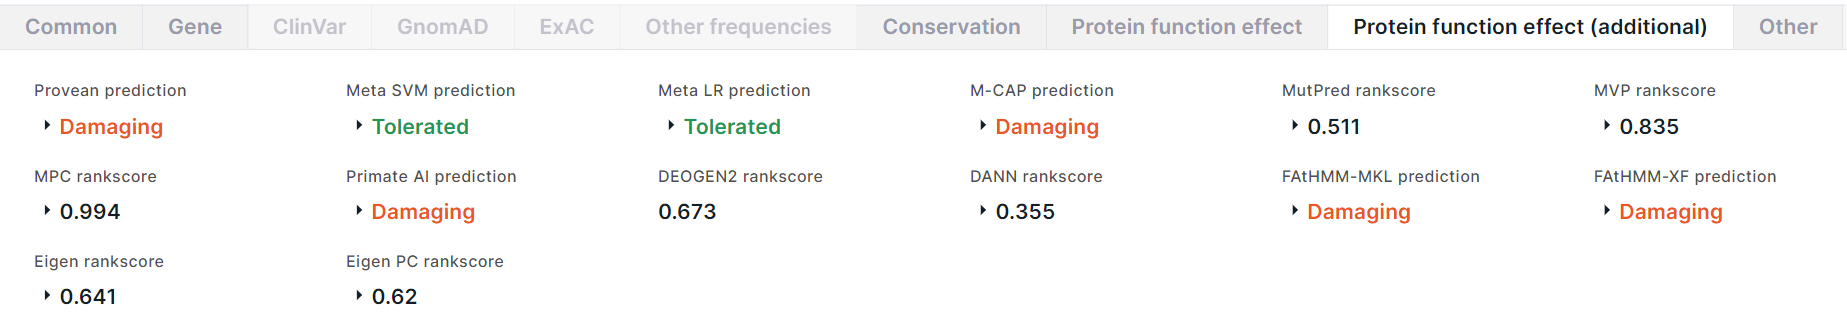 Common Gene ClinVar GnomAD ExAC Other frequencies Conservation Protein function effect Protein function effect (additional) Other
Provean prediction Meta SVM prediction Meta LR prediction M-CAP prediction MutPred rankscore MVP rankscore
Damaging Tolerated Tolerated Damaging 0.511 0.835
MPC rankscore Primate AI prediction DEOGEN2 rankscore DANN rankscore FAtHMM-MKL prediction FAtHMM-XF prediction
0.994 Damaging 0.673 0.355 Damaging Damaging
Eigen rankscore Eigen PC rankscore
0.641 0.62